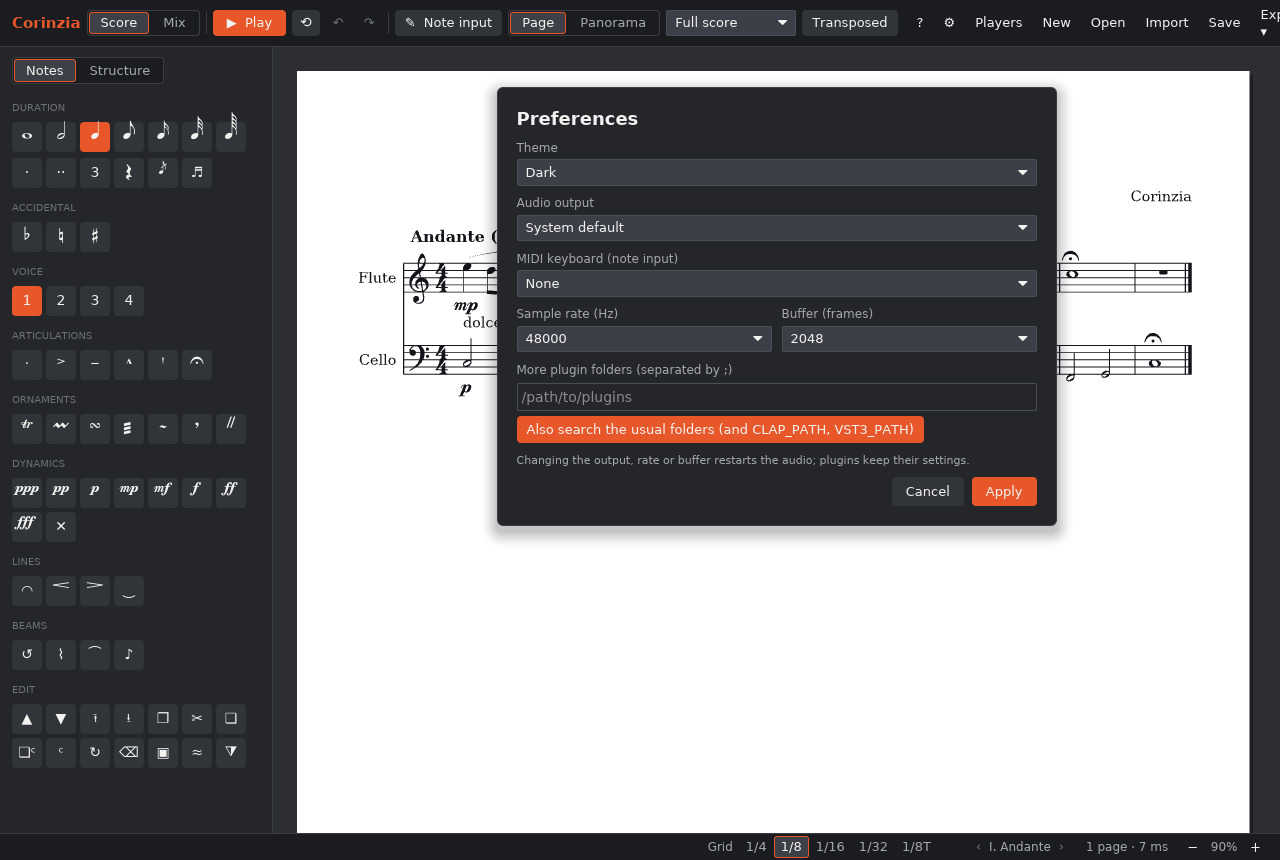 Corinzia Score Mix ▶ Play ⟲ Note input Page Panorama Full score Transposed ? Players New Open Import Save
Notes Structure
DURATION
3
ACCIDENTAL
VOICE
1 2 3 4
ARTICULATIONS
ORNAMENTS
tr
DYNAMICS
ppp pp p mp mf f ff
fff ✕
LINES
BEAMS
EDIT
Corinzia
Andante (
Flute
mp
dolce
Cello
p
Preferences
Theme
Dark
Audio output
System default
MIDI keyboard (note input)
None
Sample rate (Hz) Buffer (frames)
48000 2048
More plugin folders (separated by ;)
/path/to/plugins
Also search the usual folders (and CLAP_PATH, VST3_PATH)
Changing the output, rate or buffer restarts the audio; plugins keep their settings.
Cancel Apply
Grid 1/4 1/8 1/16 1/32 1/8T ‹ I. Andante › 1 page · 7 ms − 90% +